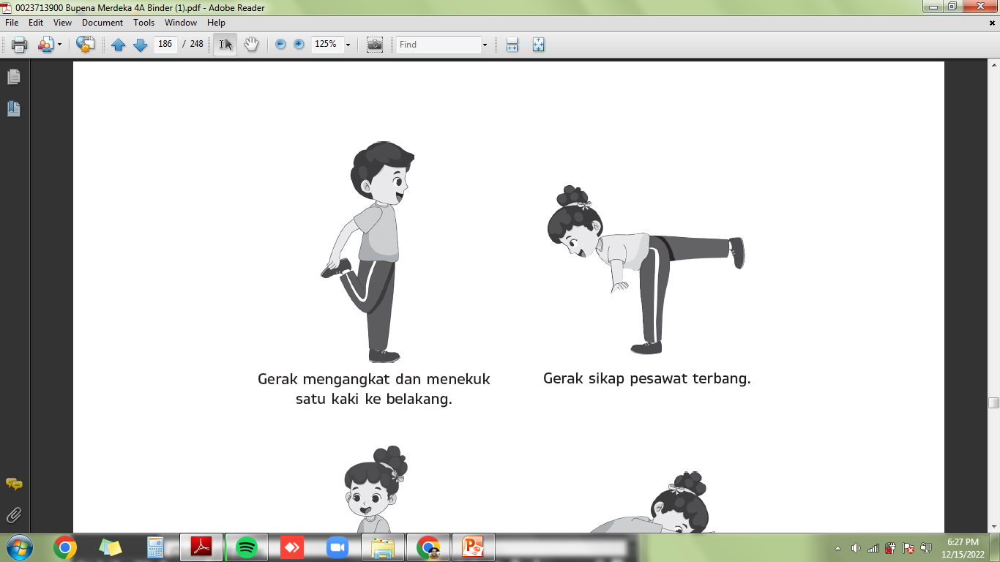 0023713900 Bupena Merdeka 4A Binder (1).pdf - Adobe Reader
File Edit View Document Tools Window Help
186 / 248 125% Find
Gerak mengangkat dan menekuk
satu kaki ke belakang.
Gerak sikap pesawat terbang.
6:27 PM
12/15/2022